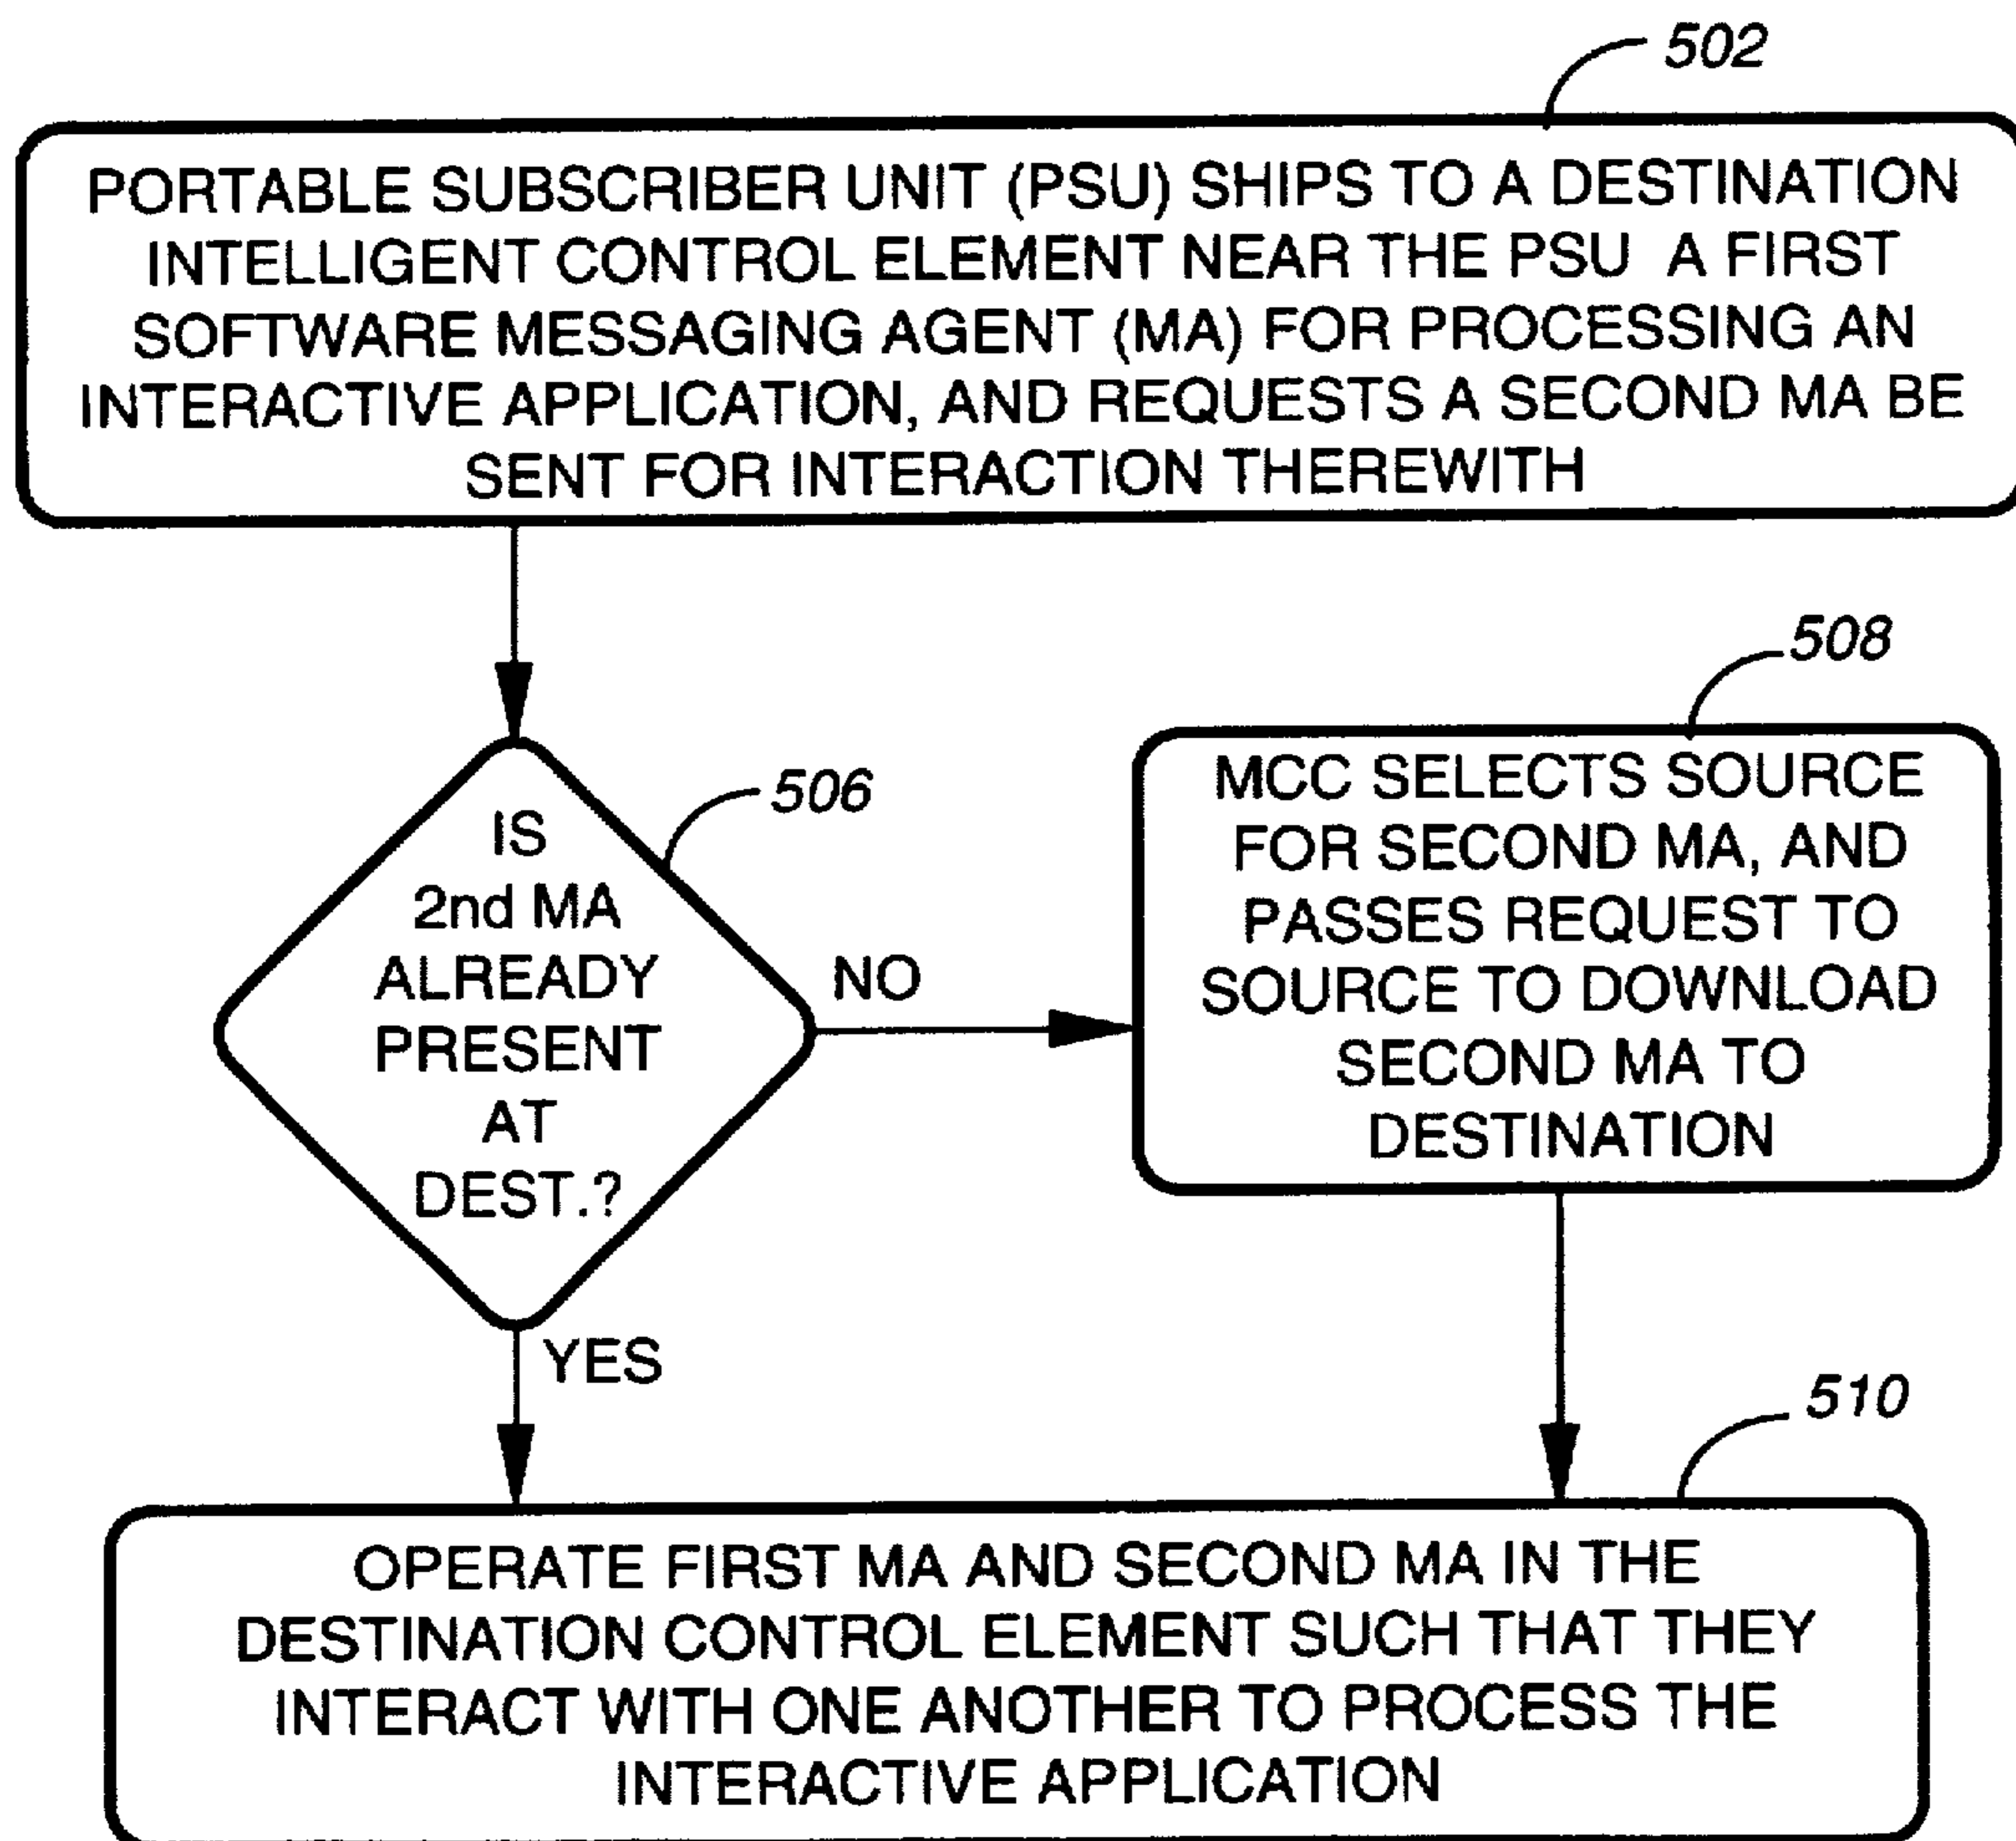 502
PORTABLE SUBSCRIBER UNIT (PSU) SHIPS TO A DESTINATION
INTELLIGENT CONTROL ELEMENT NEAR THE PSU A FIRST
SOFTWARE MESSAGING AGENT (MA) FOR PROCESSING AN
INTERACTIVE APPLICATION, AND REQUESTS A SECOND MA BE
SENT FOR INTERACTION THEREWITH
506
IS
2nd MA
ALREADY
PRESENT
AT
DEST.?
NO
YES
508
MCC SELECTS SOURCE
FOR SECOND MA, AND
PASSES REQUEST TO
SOURCE TO DOWNLOAD
SECOND MA TO
DESTINATION
510
OPERATE FIRST MA AND SECOND MA IN THE
DESTINATION CONTROL ELEMENT SUCH THAT THEY
INTERACT WITH ONE ANOTHER TO PROCESS THE
INTERACTIVE APPLICATION